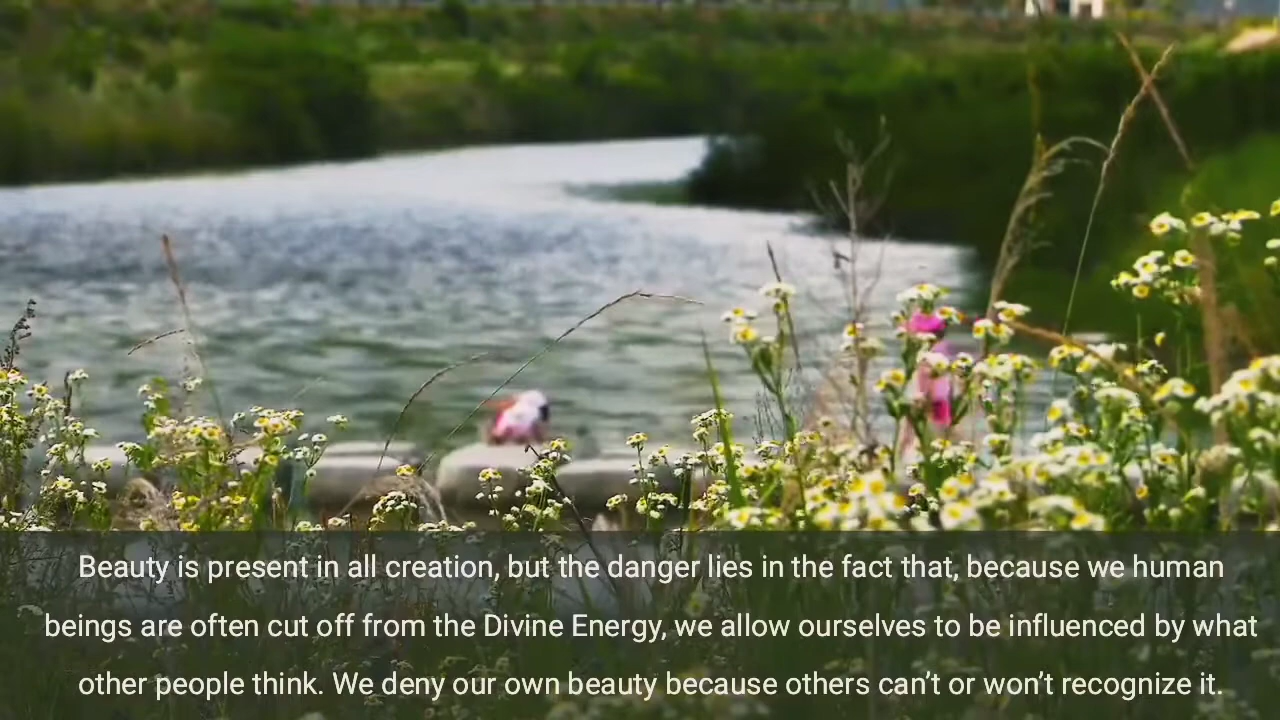 Beauty is present in all creation, but the danger lies in the fact that, because we human
beings are often cut off from the Divine Energy, we allow ourselves to be influenced by what
other people think. We deny our own beauty because others can’t or won’t recognize it.